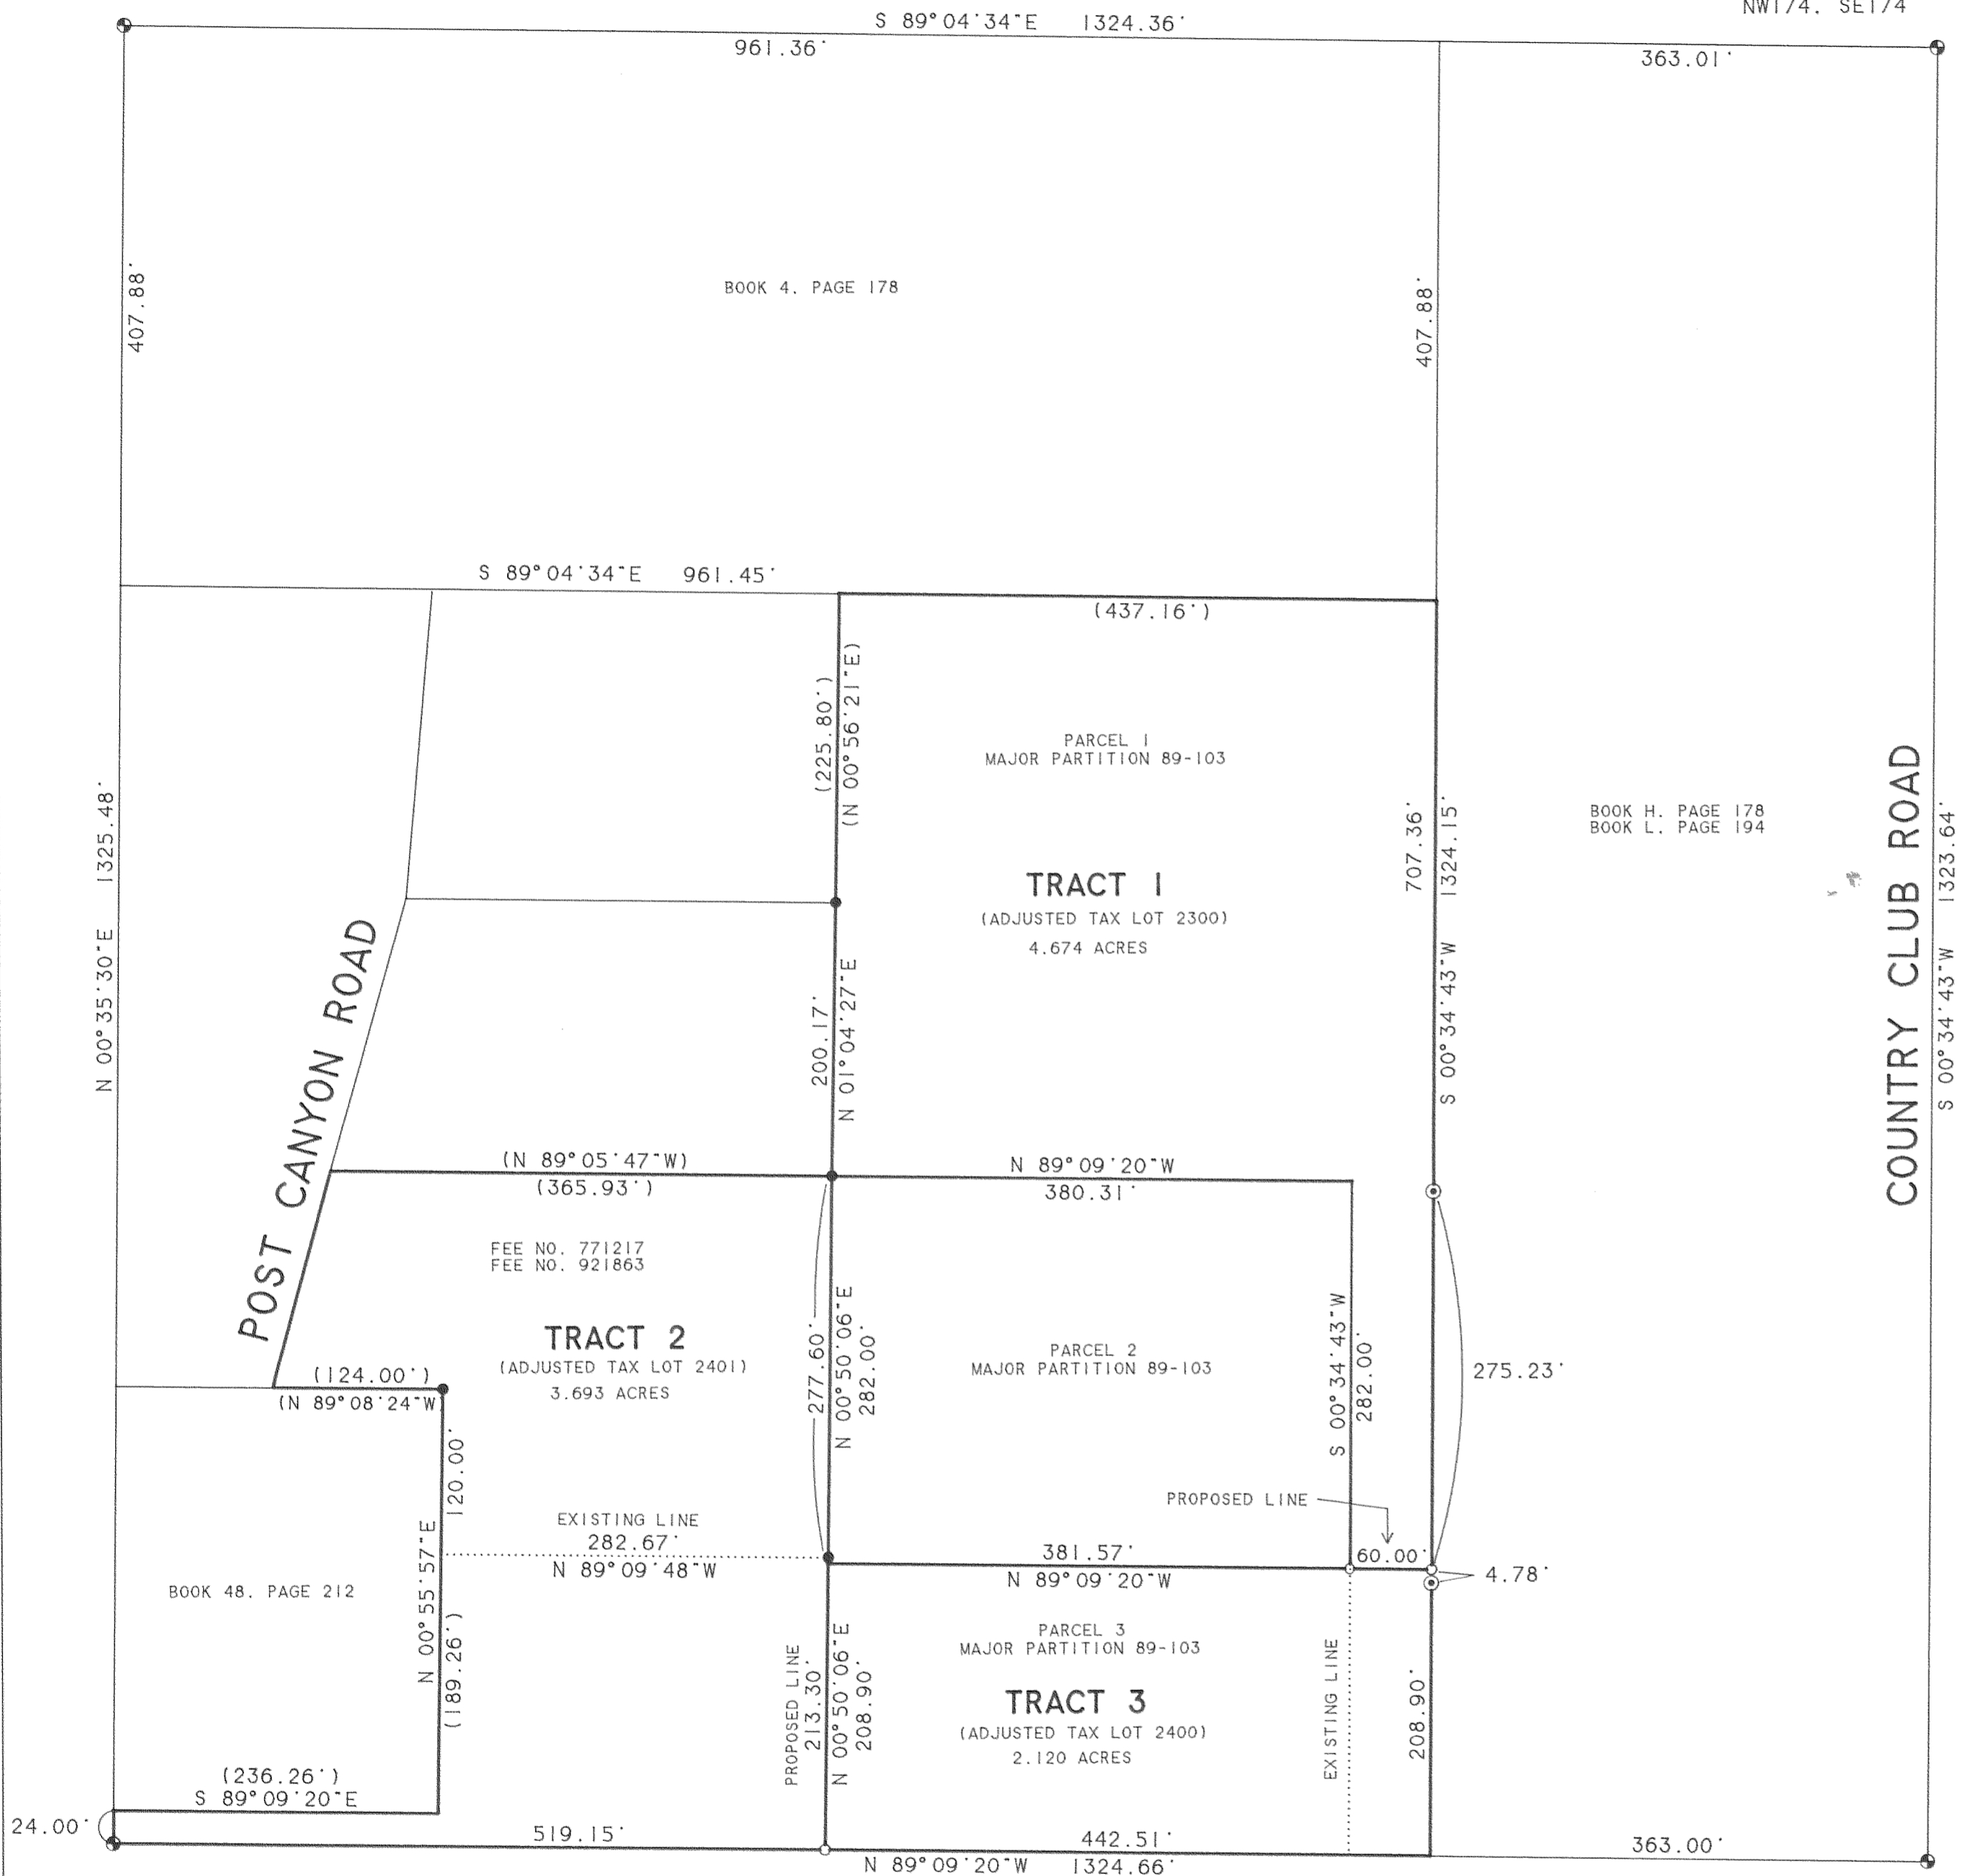 NW1/4, SE1/4
S 89°04'34"E 1324.36'
961.36'
363.01'
407.88'
407.88'
BOOK 4, PAGE 178
S 89°04'34"E 961.45'
(437.16')
(225.80')
(N 00°56'21"E)
PARCEL 1
MAJOR PARTITION 89-103
TRACT 1
(ADJUSTED TAX LOT 2300)
4.674 ACRES
N 00°35'30"E 1325.48'
POST CANYON ROAD
200.17'
N 01°04'27"E
707.36'
S 00°34'43"W 1324.15'
BOOK H, PAGE 178
BOOK L, PAGE 194
COUNTRY CLUB ROAD
S 00°34'43"W 1323.64'
(N 89°05'47"W)
(365.93')
N 89°09'20"W
380.31'
FEE NO. 771217
FEE NO. 921863
TRACT 2
(ADJUSTED TAX LOT 2401)
3.693 ACRES
277.60'
N 00°50'06"E
282.00'
PARCEL 2
MAJOR PARTITION 89-103
S 00°34'43"W
282.00'
275.23'
(124.00')
(N 89°08'24"W
120.00'
N 00°55'57"E
(189.26')
EXISTING LINE
282.67'
N 89°09'48"W
PROPOSED LINE
381.57'
N 89°09'20"W
60.00'
4.78'
BOOK 48, PAGE 212
PARCEL 3
MAJOR PARTITION 89-103
TRACT 3
(ADJUSTED TAX LOT 2400)
2.120 ACRES
PROPOSED LINE
213.30'
N 00°50'06"E
208.90'
EXISTING LINE
208.90'
(236.26')
S 89°09'20"E
24.00'
519.15'
442.51'
363.00'
N 89°09'20"W 1324.66'